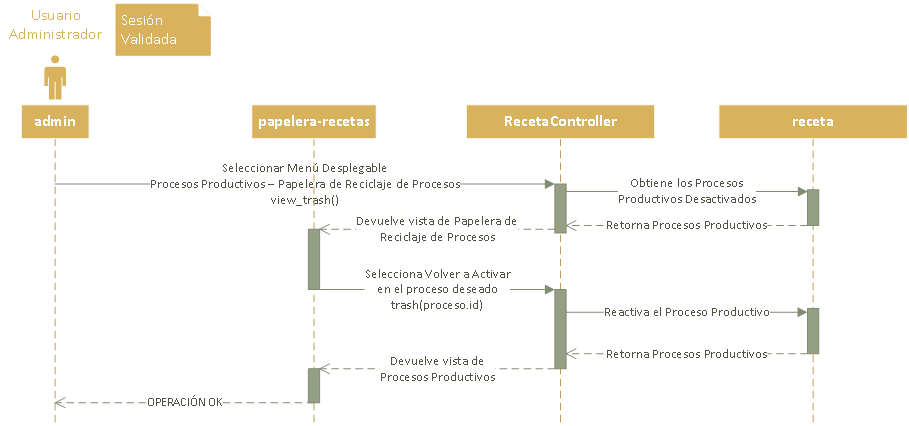 Usuario
Administrador
Sesión
Validada
admin
papelera-recetas
RecetaController
receta
Seleccionar Menú Desplegable
Procesos Productivos – Papelera de Reciclaje de Procesos
view_trash()
Obtiene los Procesos
Productivos Desactivados
Devuelve vista de Papelera de
Reciclaje de Procesos
Retorna Procesos Productivos
Selecciona Volver a Activar
en el proceso deseado
trash(proceso.id)
Reactiva el Proceso Productivo
Retorna Procesos Productivos
Devuelve vista de
Procesos Productivos
OPERACIÓN OK